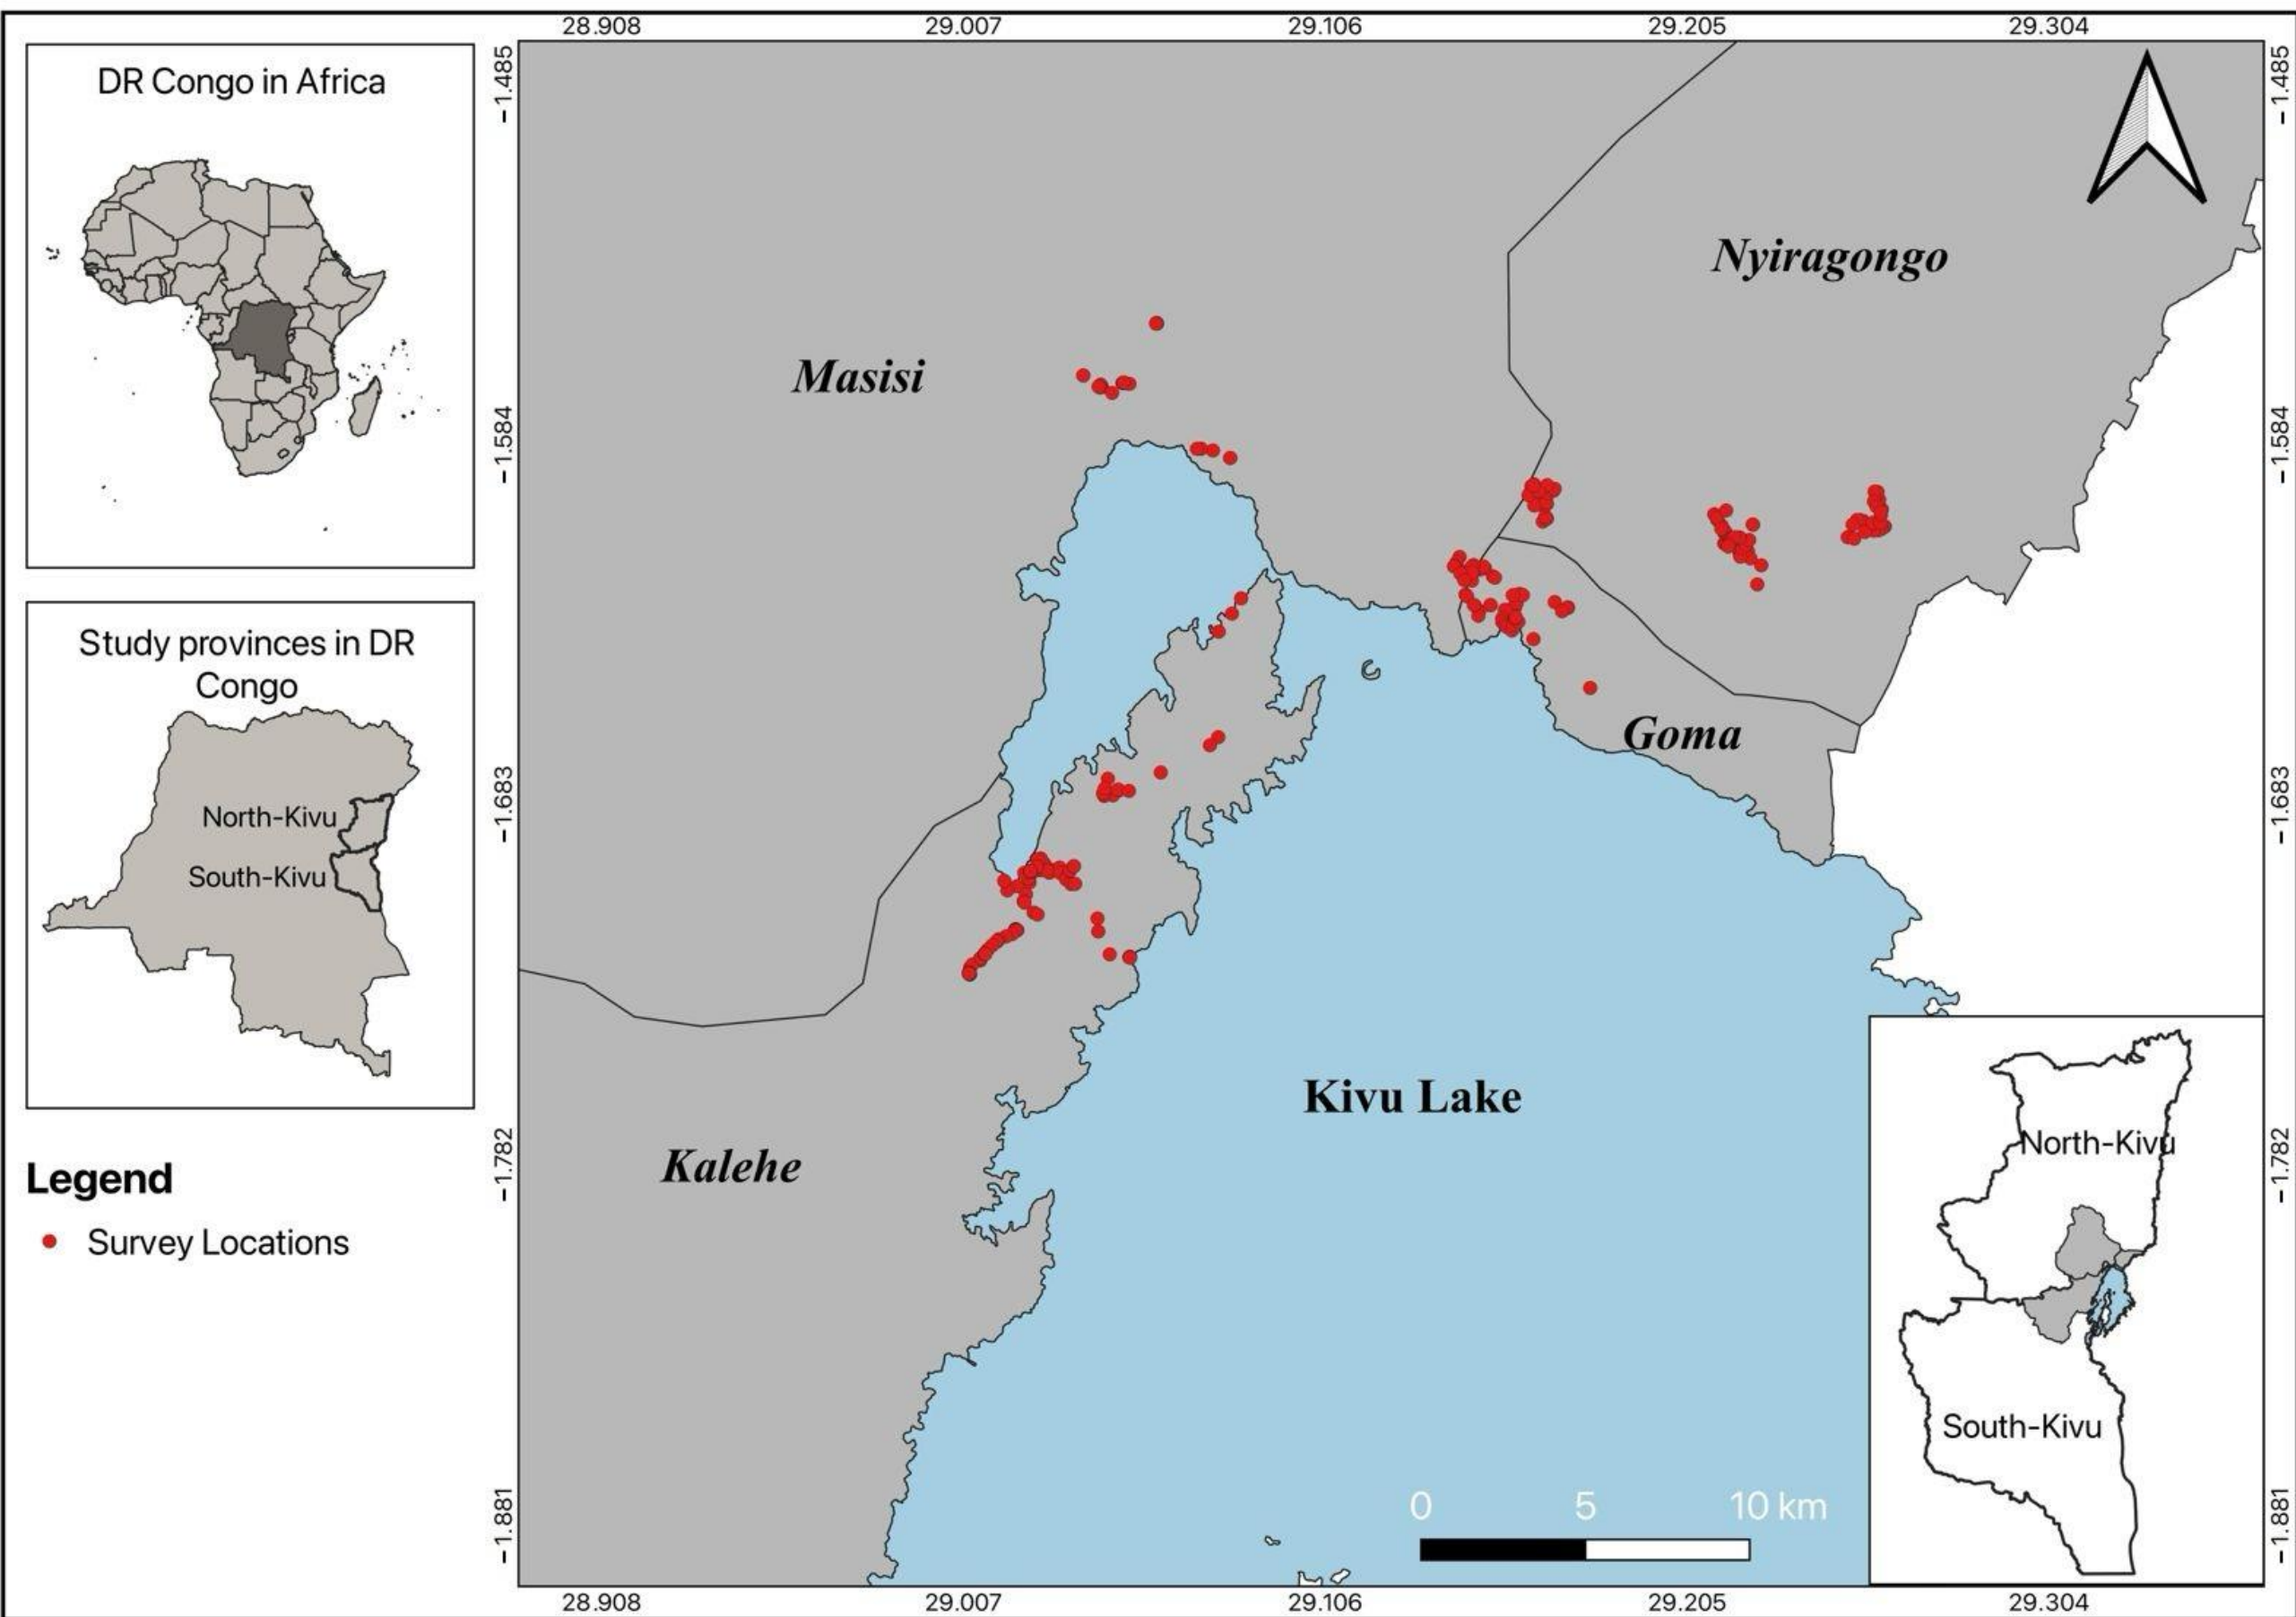 28.908 29.007 29.106 29.205 29.304
DR Congo in Africa
Study provinces in DR
Congo
North-Kivu
South-Kivu
Legend
Survey Locations
−1.485
−1.584
−1.683
−1.782
−1.881
Nyiragongo
Masisi
Goma
Kivu Lake
Kalehe
0 5 10 km
North-Kivu
South-Kivu
−1.485
−1.584
−1.683
−1.782
−1.881
28.908 29.007 29.106 29.205 29.304